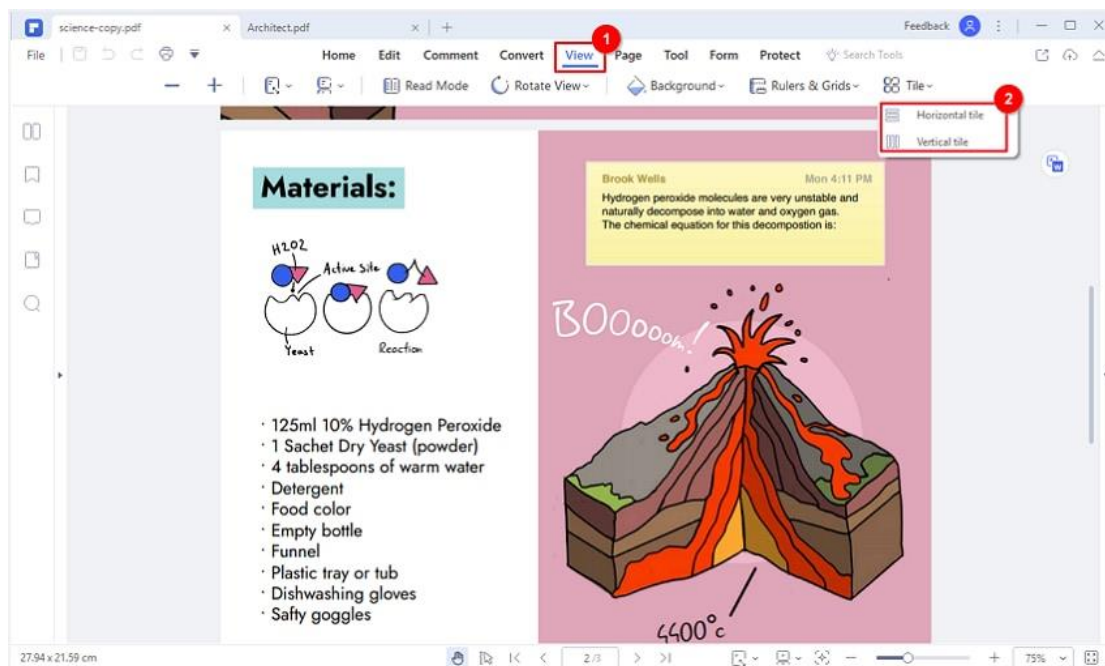 science-copy.pdf
Architect.pdf
Feedback
File
Home Edit Comment Convert View Page Tool Form Protect Search Tools
1
Read Mode Rotate View Background Rulers & Grids Tile
2
Horizontal tile
Vertical tile
Materials:
H2O2
Active Site
Yeast
Reaction
· 125ml 10% Hydrogen Peroxide
· 1 Sachet Dry Yeast (powder)
· 4 tablespoons of warm water
· Detergent
· Food color
· Empty bottle
· Funnel
· Plastic tray or tub
· Dishwashing gloves
· Safty goggles
Brook Wells Mon 4:11 PM
Hydrogen peroxide molecules are very unstable and
naturally decompose into water and oxygen gas.
The chemical equation for this decompostion is:
BOOoooom!
4400°c
27.94 x 21.59 cm
2/3
75%